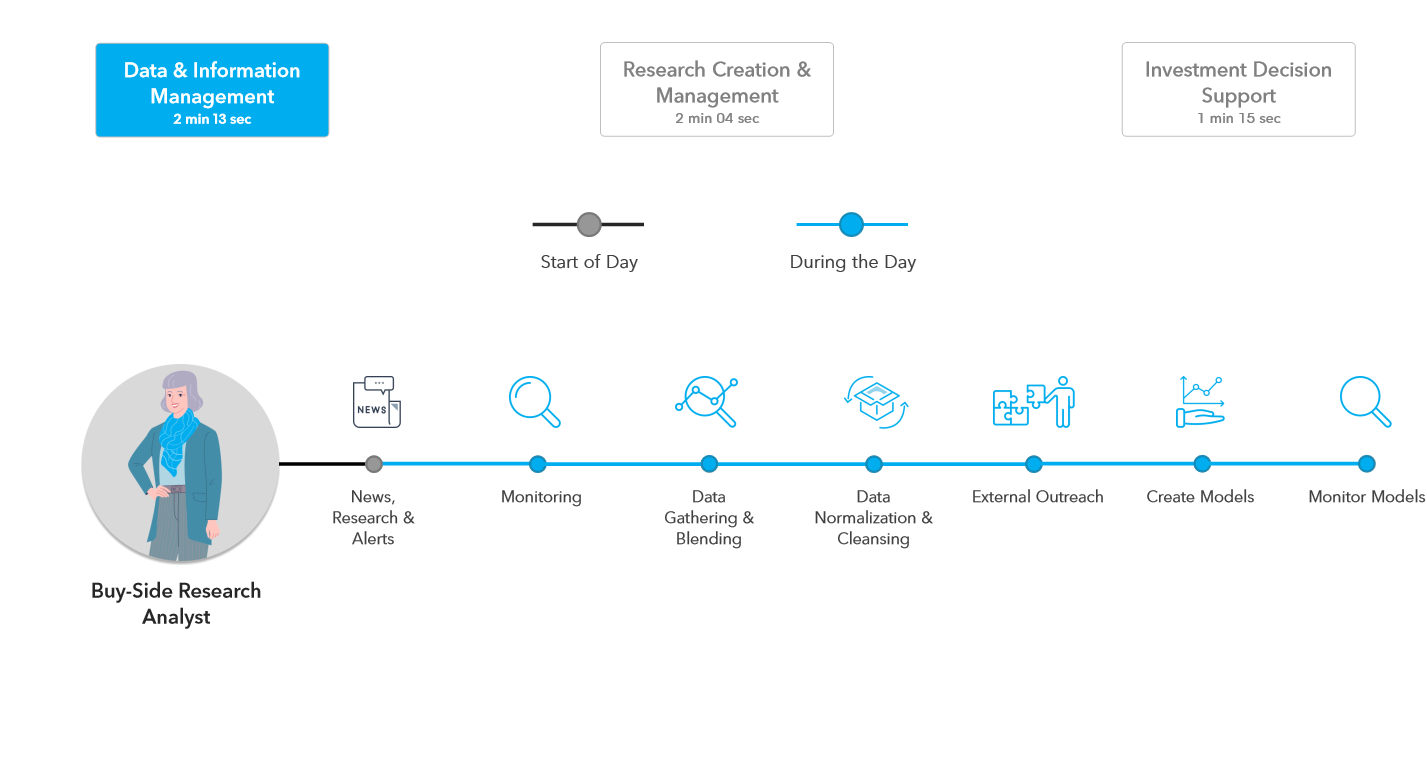 Data & Information
Management
2 min 13 sec
Research Creation &
Management
2 min 04 sec
Investment Decision
Support
1 min 15 sec
Start of Day
During the Day
NEWS
News,
Research &
Alerts
Monitoring
Data
Gathering &
Blending
Data
Normalization &
Cleansing
External Outreach
Create Models
Monitor Models
Buy-Side Research
Analyst